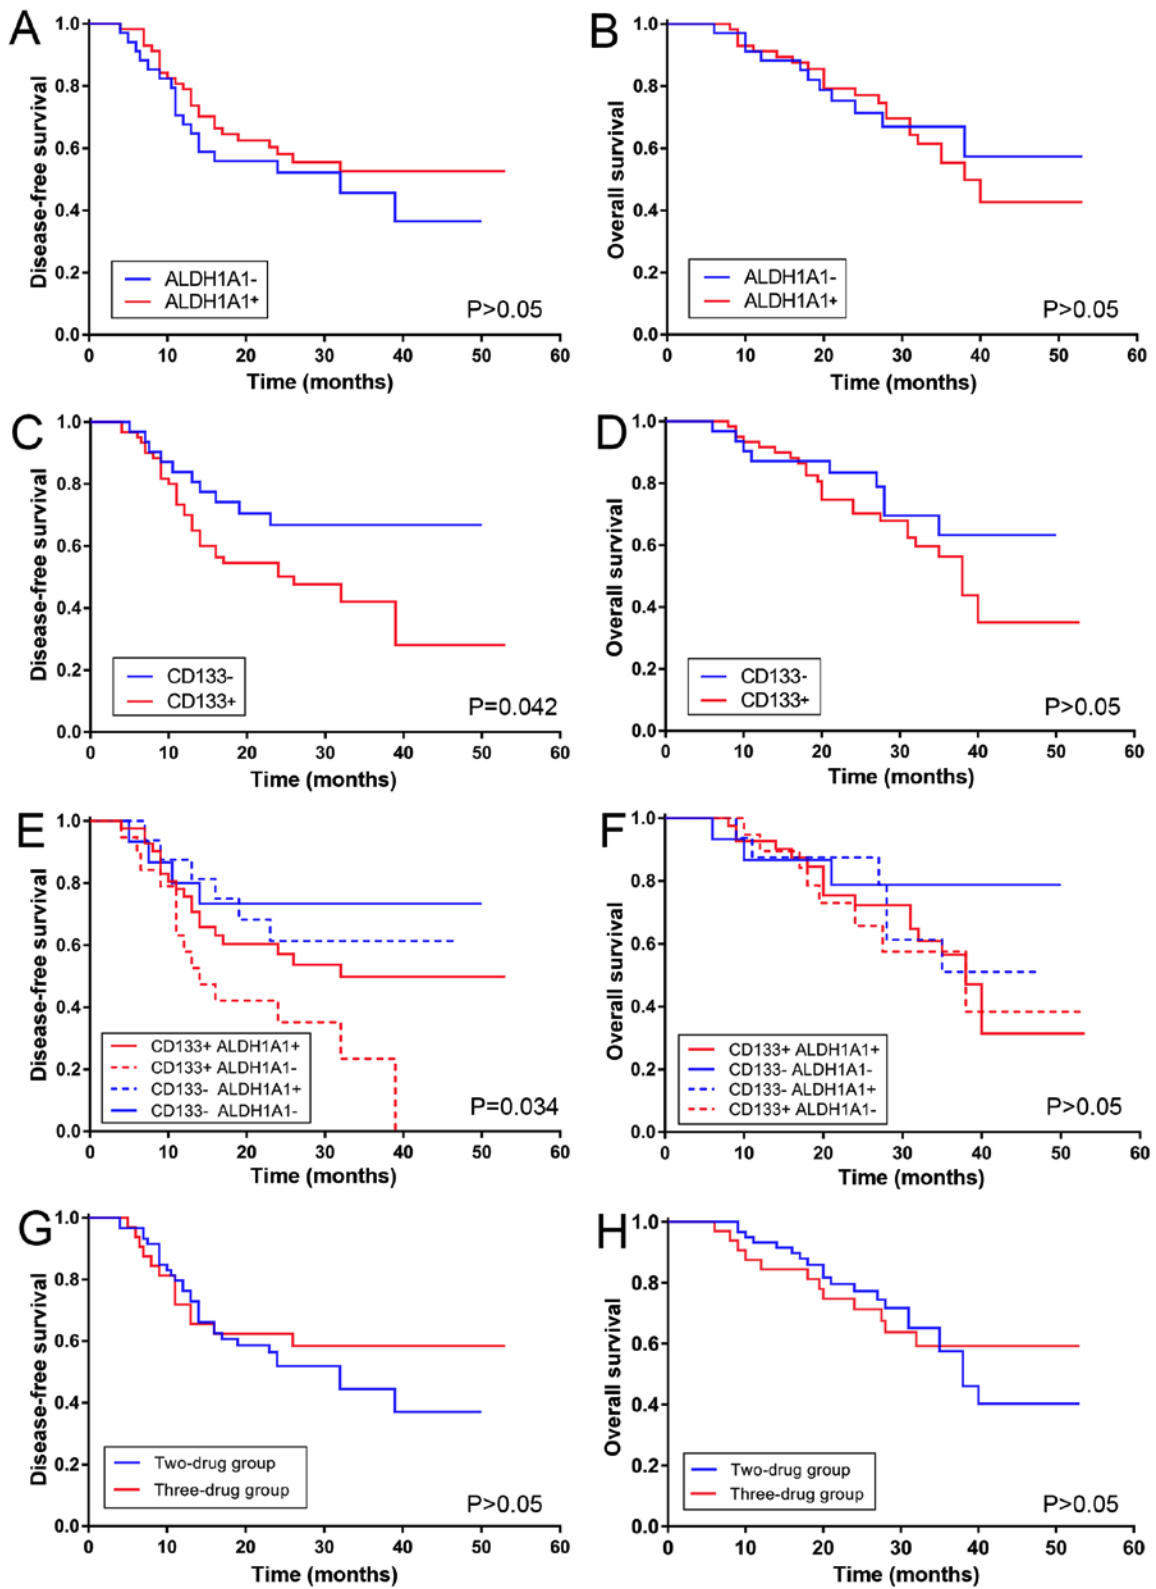 A
Disease-free survival
1.0
0.8
0.6
0.4
0.2
0.0
ALDH1A1-
ALDH1A1+
P>0.05
0 10 20 30 40 50 60
Time (months)
B
Overall survival
1.0
0.8
0.6
0.4
0.2
0.0
ALDH1A1-
ALDH1A1+
P>0.05
0 10 20 30 40 50 60
Time (months)
C
Disease-free survival
1.0
0.8
0.6
0.4
0.2
0.0
CD133-
CD133+
P=0.042
0 10 20 30 40 50 60
Time (months)
D
Overall survival
1.0
0.8
0.6
0.4
0.2
0.0
CD133-
CD133+
P>0.05
0 10 20 30 40 50 60
Time (months)
E
Disease-free survival
1.0
0.8
0.6
0.4
0.2
0.0
CD133+ ALDH1A1+
CD133+ ALDH1A1-
CD133- ALDH1A1+
CD133- ALDH1A1-
P=0.034
0 10 20 30 40 50 60
Time (months)
F
Overall survival
1.0
0.8
0.6
0.4
0.2
0.0
CD133+ ALDH1A1+
CD133- ALDH1A1-
CD133- ALDH1A1+
CD133+ ALDH1A1-
P>0.05
0 10 20 30 40 50 60
Time (months)
G
Disease-free survival
1.0
0.8
0.6
0.4
0.2
0.0
Two-drug group
Three-drug group
P>0.05
0 10 20 30 40 50 60
Time (months)
H
Overall survival
1.0
0.8
0.6
0.4
0.2
0.0
Two-drug group
Three-drug group
P>0.05
0 10 20 30 40 50 60
Time (months)